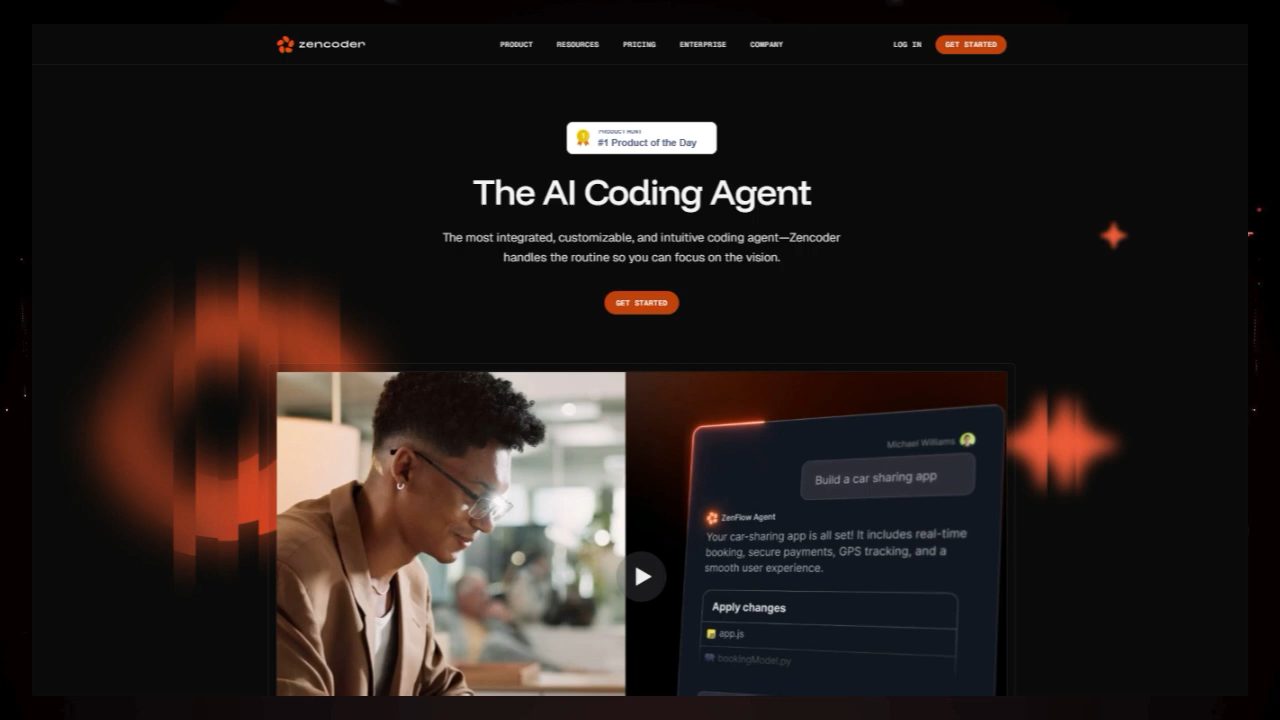 zencoder
PRODUCT RESOURCES PRICING ENTERPRISE COMPANY
LOG IN GET STARTED
PRODUCT HUNT
#1 Product of the Day
The AI Coding Agent
The most integrated, customizable, and intuitive coding agent—Zencoder
handles the routine so you can focus on the vision.
GET STARTED
Michael Williams
Build a car sharing app
ZenFlow Agent
Your car-sharing app is all set! It includes real-time
booking, secure payments, GPS tracking, and a
smooth user experience.
Apply changes
app.js
bookingModel.py